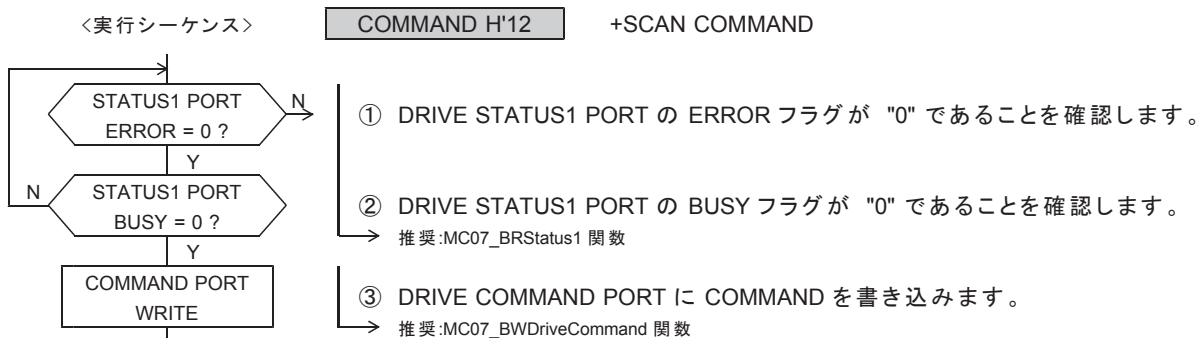 〈実行シーケンス〉 COMMAND H'12 +SCAN COMMAND
STATUS1 PORT
ERROR = 0 ?
N
Y
① DRIVE STATUS1 PORT の ERROR フラグが "0" であることを確認します。
N
STATUS1 PORT
BUSY = 0 ?
Y
② DRIVE STATUS1 PORT の BUSY フラグが "0" であることを確認します。
推奨:MC07_BRStatus1 関数
COMMAND PORT
WRITE
③ DRIVE COMMAND PORT に COMMAND を書き込みます。
推奨:MC07_BWDriveCommand 関数